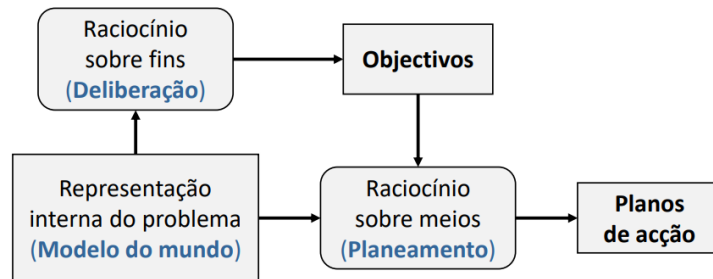 Raciocínio
sobre fins
(Deliberação)
Objectivos
Representação
interna do problema
(Modelo do mundo)
Raciocínio
sobre meios
(Planeamento)
Planos
de acção